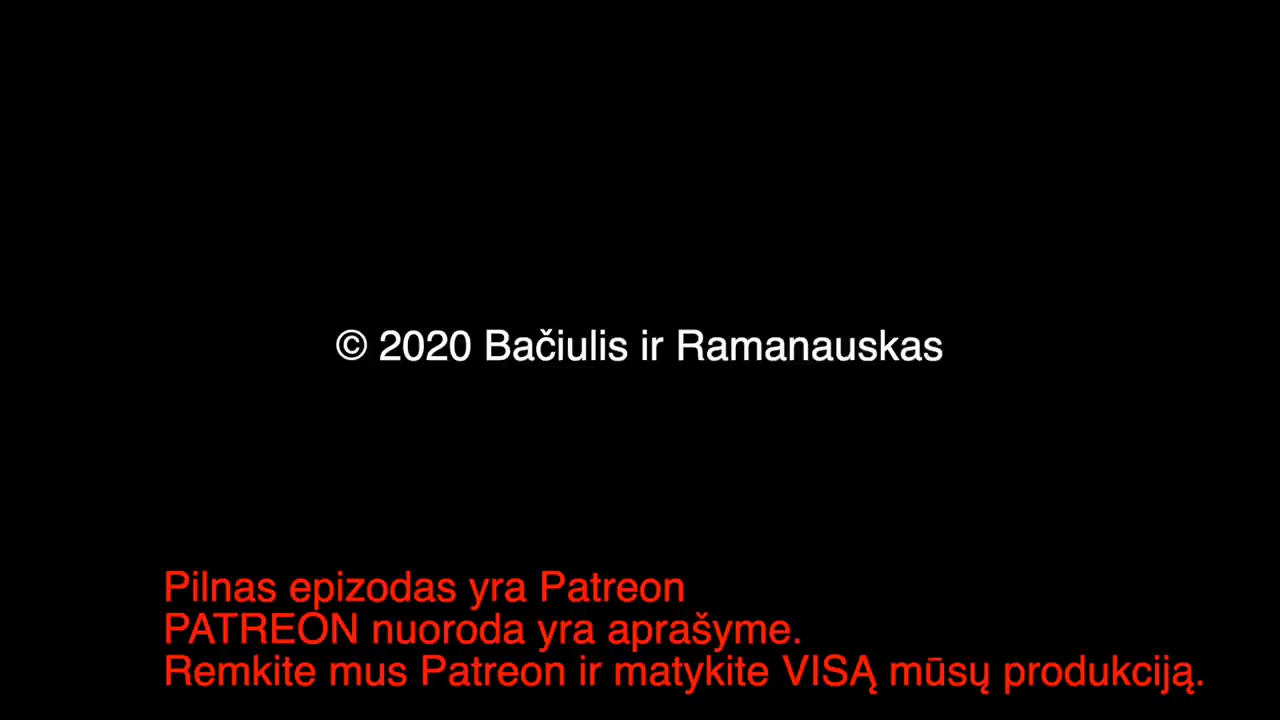 © 2020 Bačiulis ir Ramanauskas
Pilnas epizodas yra Patreon
PATREON nuoroda yra aprašyme.
Remkite mus Patreon ir matykite VISĄ mūsų produkciją.